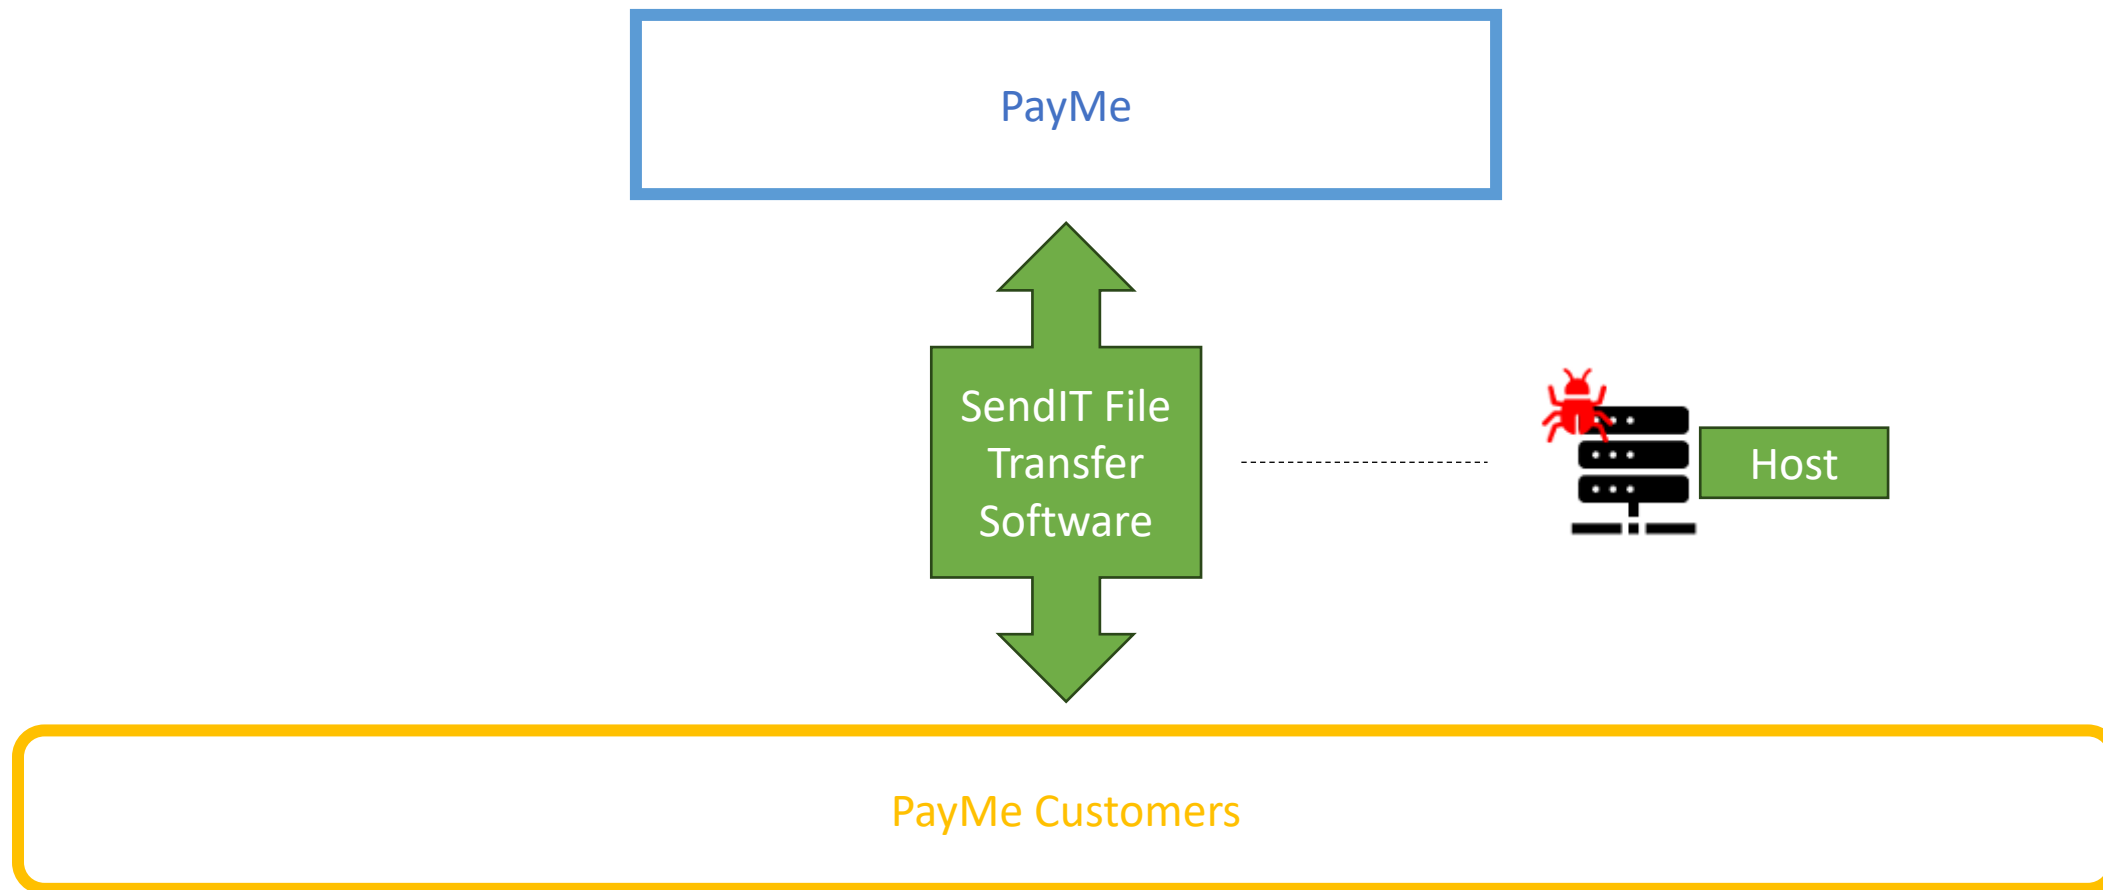 PayMe
SendIT File
Transfer
Software
Host
PayMe Customers